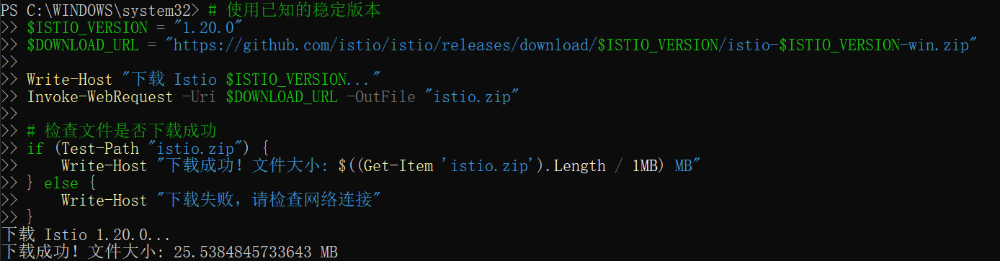 PS C:\WINDOWS\system32> # 使用已知的稳定版本
>> $ISTIO_VERSION = "1.20.0"
>> $DOWNLOAD_URL = "https://github.com/istio/istio/releases/download/$ISTIO_VERSION/istio-$ISTIO_VERSION-win.zip"
>>
>> Write-Host "下载 Istio $ISTIO_VERSION..."
>> Invoke-WebRequest -Uri $DOWNLOAD_URL -OutFile "istio.zip"
>>
>> # 检查文件是否下载成功
>> if (Test-Path "istio.zip") {
>>     Write-Host "下载成功! 文件大小: $((Get-Item 'istio.zip').Length / 1MB) MB"
>> } else {
>>     Write-Host "下载失败，请检查网络连接"
>> }
下载 Istio 1.20.0...
下载成功! 文件大小: 25.5384845733643 MB